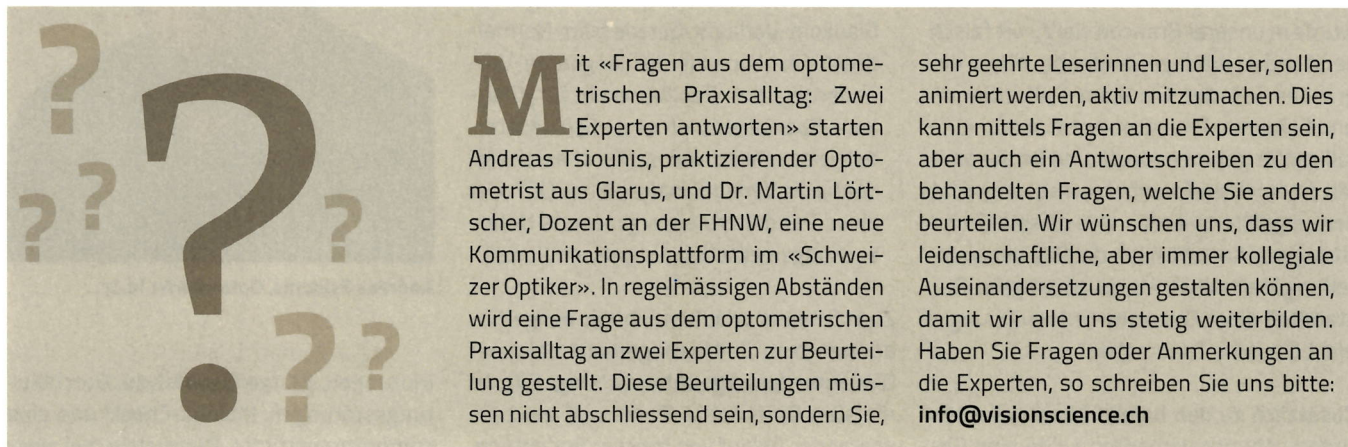 Mit «Fragen aus dem optome-
trischen Praxisalltag: Zwei
Experten antworten» starten
Andreas Tsiounis, praktizierender Opto-
metrist aus Glarus, und Dr. Martin Lört-
scher, Dozent an der FHNW, eine neue
Kommunikationsplattform im «Schwei-
zer Optiker». In regelmässigen Abständen
wird eine Frage aus dem optometrischen
Praxisalltag an zwei Experten zur Beurtei-
lung gestellt. Diese Beurteilungen müs-
sen nicht abschliessend sein, sondern Sie,
sehr geehrte Leserinnen und Leser, sollen
animiert werden, aktiv mitzumachen. Dies
kann mittels Fragen an die Experten sein,
aber auch ein Antwortschreiben zu den
behandelten Fragen, welche Sie anders
beurteilen. Wir wünschen uns, dass wir
leidenschaftliche, aber immer kollegiale
Auseinandersetzungen gestalten können,
damit wir alle uns stetig weiterbilden.
Haben Sie Fragen oder Anmerkungen an
die Experten, so schreiben Sie uns bitte:
info@visionscience.ch